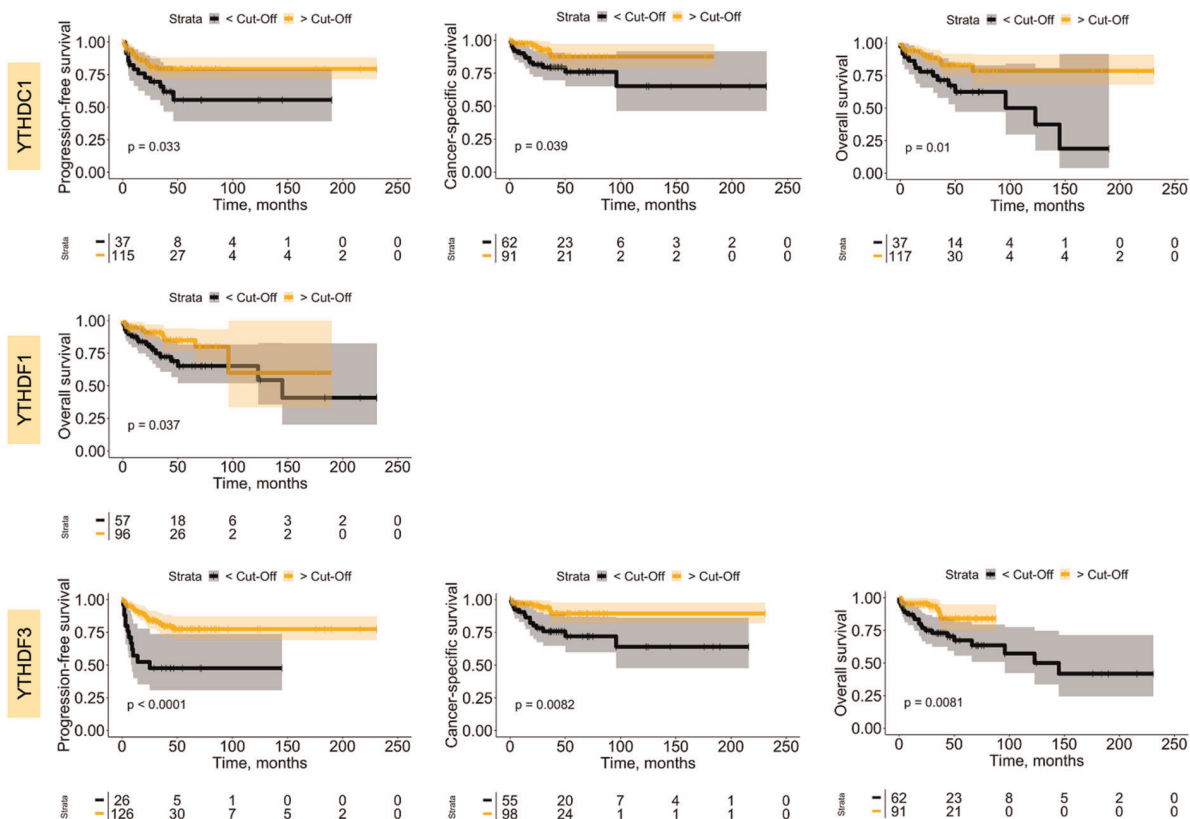 YTHDC1
Strata < Cut-Off > Cut-Off
Progression-free survival
1.00
0.75
0.50
0.25
0.00
p = 0.033
0 50 100 150 200 250
Time, months
Strata
37 8 4 1 0 0
115 27 4 4 2 0
Strata < Cut-Off > Cut-Off
Cancer-specific survival
1.00
0.75
0.50
0.25
0.00
p = 0.039
0 50 100 150 200 250
Time, months
Strata
62 23 6 3 2 0
91 21 2 2 0 0
Strata < Cut-Off > Cut-Off
Overall survival
1.00
0.75
0.50
0.25
0.00
p = 0.01
0 50 100 150 200 250
Time, months
Strata
37 14 4 1 0 0
117 30 4 4 2 0
YTHDF1
Strata < Cut-Off > Cut-Off
Overall survival
1.00
0.75
0.50
0.25
0.00
p = 0.037
0 50 100 150 200 250
Time, months
Strata
57 18 6 3 2 0
96 26 2 2 0 0
YTHDF3
Strata < Cut-Off > Cut-Off
Progression-free survival
1.00
0.75
0.50
0.25
0.00
p < 0.0001
0 50 100 150 200 250
Time, months
Strata
26 5 1 0 0 0
126 30 7 5 2 0
Strata < Cut-Off > Cut-Off
Cancer-specific survival
1.00
0.75
0.50
0.25
0.00
p = 0.0082
0 50 100 150 200 250
Time, months
Strata
55 20 7 4 1 0
98 24 1 1 1 0
Strata < Cut-Off > Cut-Off
Overall survival
1.00
0.75
0.50
0.25
0.00
p = 0.0081
0 50 100 150 200 250
Time, months
Strata
62 23 8 5 2 0
91 21 0 0 0 0